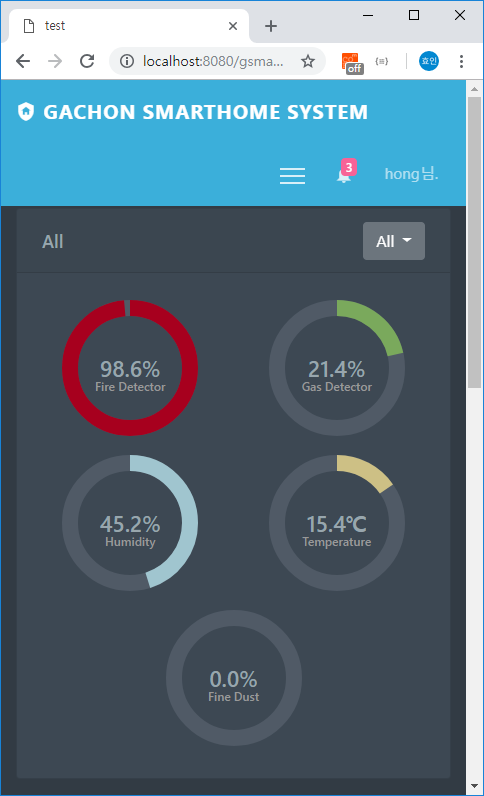 test
localhost:8080/gsma...
off
효인
GACHON SMARTHOME SYSTEM
3
hong님.
All
All
98.6%
Fire Detector
21.4%
Gas Detector
45.2%
Humidity
15.4℃
Temperature
0.0%
Fine Dust